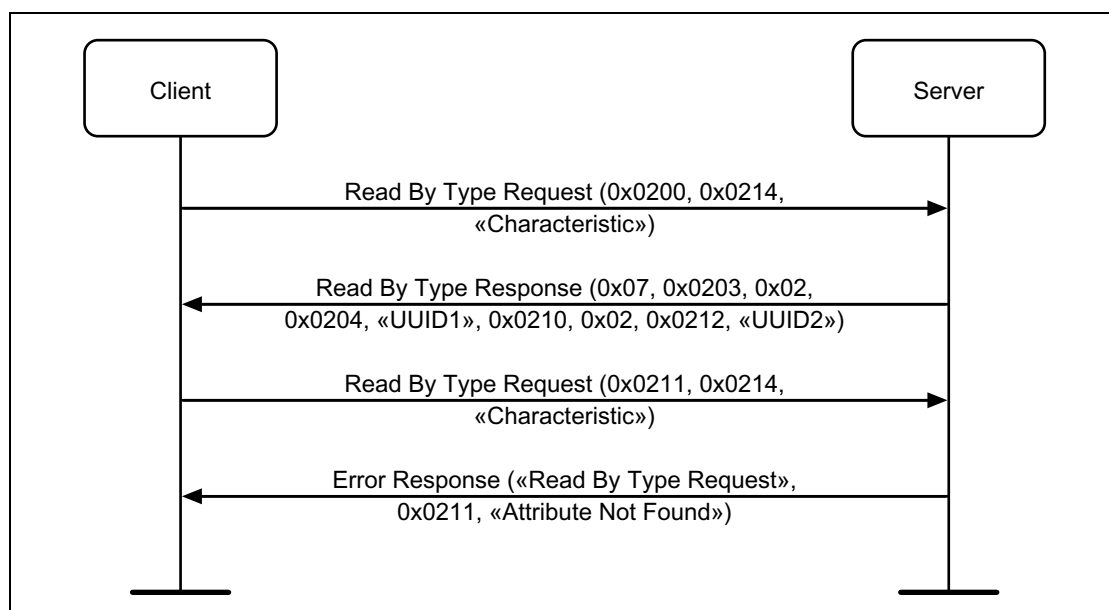 Client
Server
Read By Type Request (0x0200, 0x0214,
«Characteristic»)
Read By Type Response (0x07, 0x0203, 0x02,
0x0204, «UUID1», 0x0210, 0x02, 0x0212, «UUID2»)
Read By Type Request (0x0211, 0x0214,
«Characteristic»)
Error Response («Read By Type Request»,
0x0211, «Attribute Not Found»)